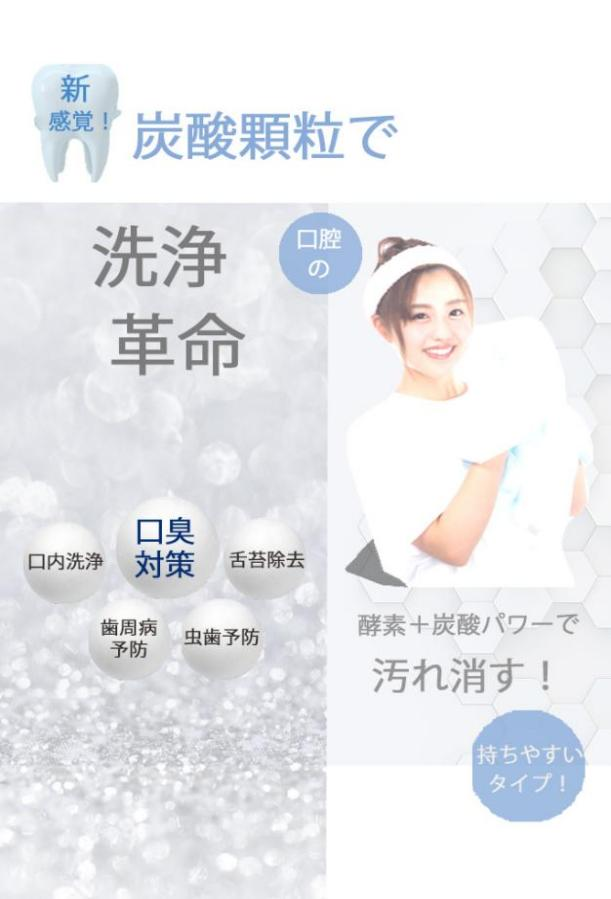 新
感覚！
炭酸顆粒で
口腔
の
洗浄
革命
口臭
対策
口内洗浄
舌苔除去
歯周病
予防
虫歯予防
酵素＋炭酸パワーで
汚れ消す！
持ちやすい
タイプ！